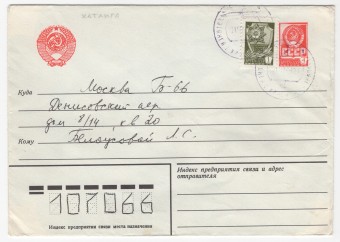 СССР
Куда Москва Б-66
Денисовский пер.
дом 8/14, кв 20
Кому Белоусовой Л.С.
Индекс предприятия связи и адрес отправителя
107066
Индекс предприятия связи места назначения